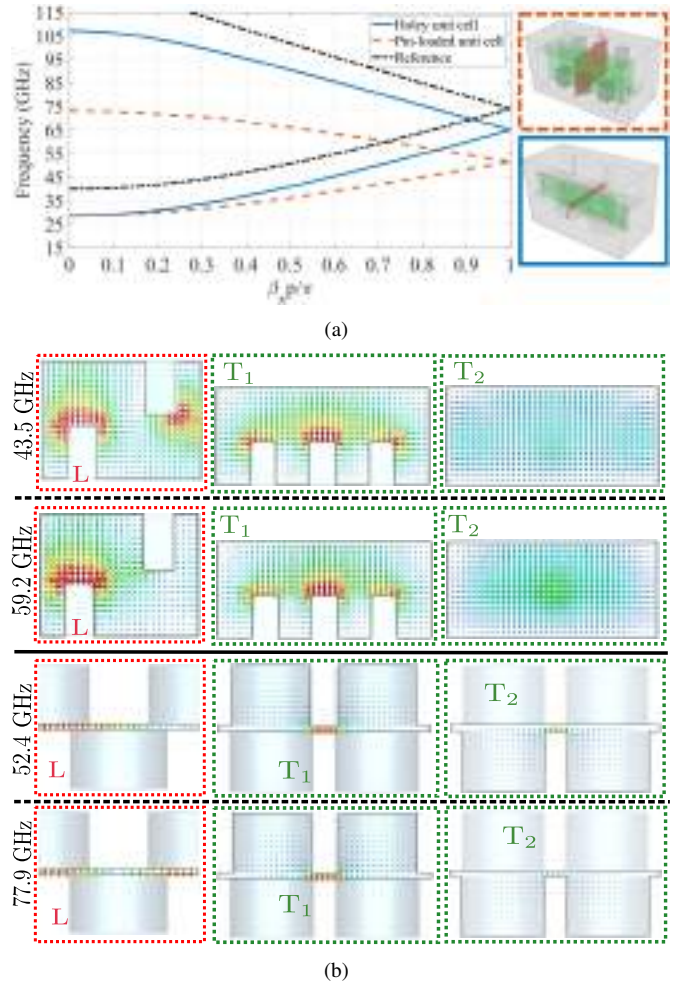 115
105
95
85
75
65
55
45
35
25
15
Frequency (GHz)
Holey unit cell
Pin-loaded unit cell
Reference
0 0.1 0.2 0.3 0.4 0.5 0.6 0.7 0.8 0.9 1
βₓp/π
(a)
43.5 GHz
L
T₁
T₂
59.2 GHz
L
T₁
T₂
52.4 GHz
L
T₁
T₂
77.9 GHz
L
T₁
T₂
(b)